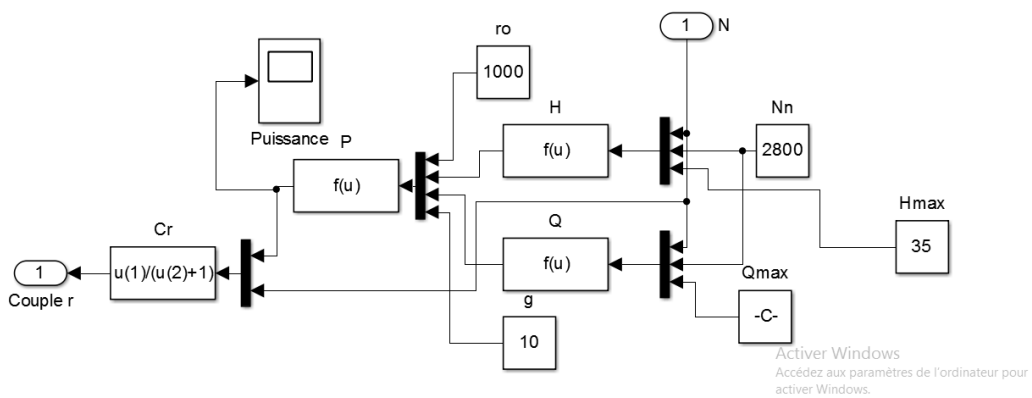 1 N
ro
1000
H
f(u)
Nn
2800
Puissance
P
f(u)
Hmax
35
Cr
u(1)/(u(2)+1)
Q
f(u)
Qmax
-C-
1
Couple r
g
10
Activer Windows
Accédez aux paramètres de l'ordinateur pour
activer Windows.